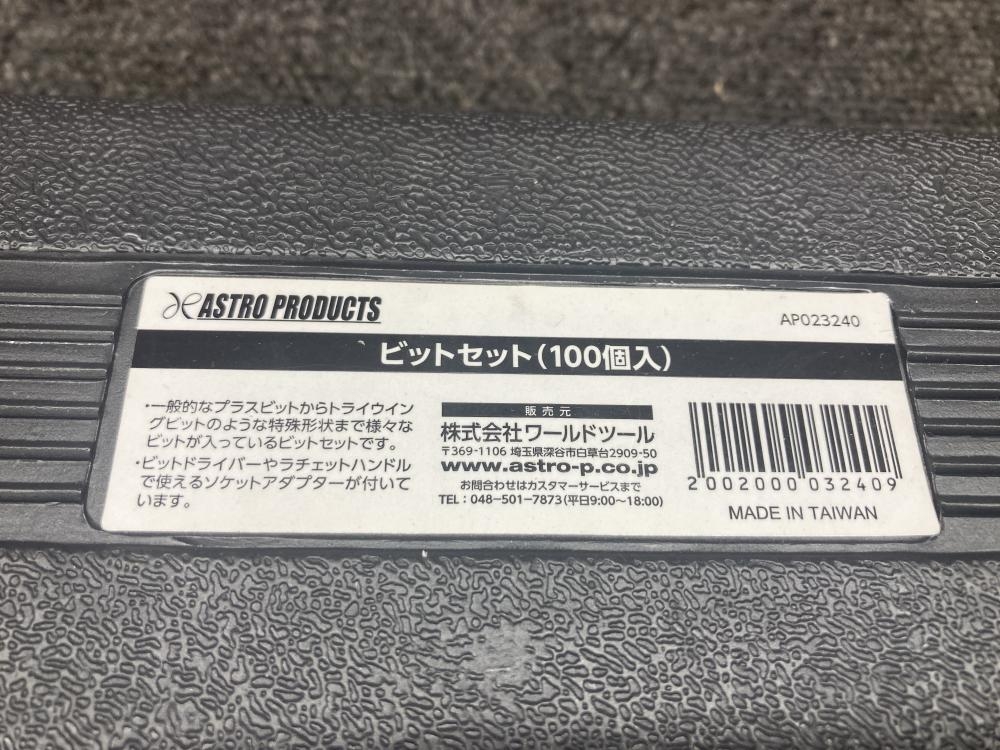 ASTRO PRODUCTS
AP023240
ビットセット(100個入)
・一般的なプラスビットからトライウイン
グビットのような特殊形状まで様々な
ビットが入っているビットセットです。
・ビットドライバーやラチェットハンドル
で使えるソケットアダプターが付いて
います。
販売元
株式会社ワールドツール
〒369-1106 埼玉県深谷市白草台2909-50
www.astro-p.co.jp
お問合わせはカスタマーサービスまで
TEL：048-501-7873(平日9:00~18:00)
2 002000 032409
MADE IN TAIWAN